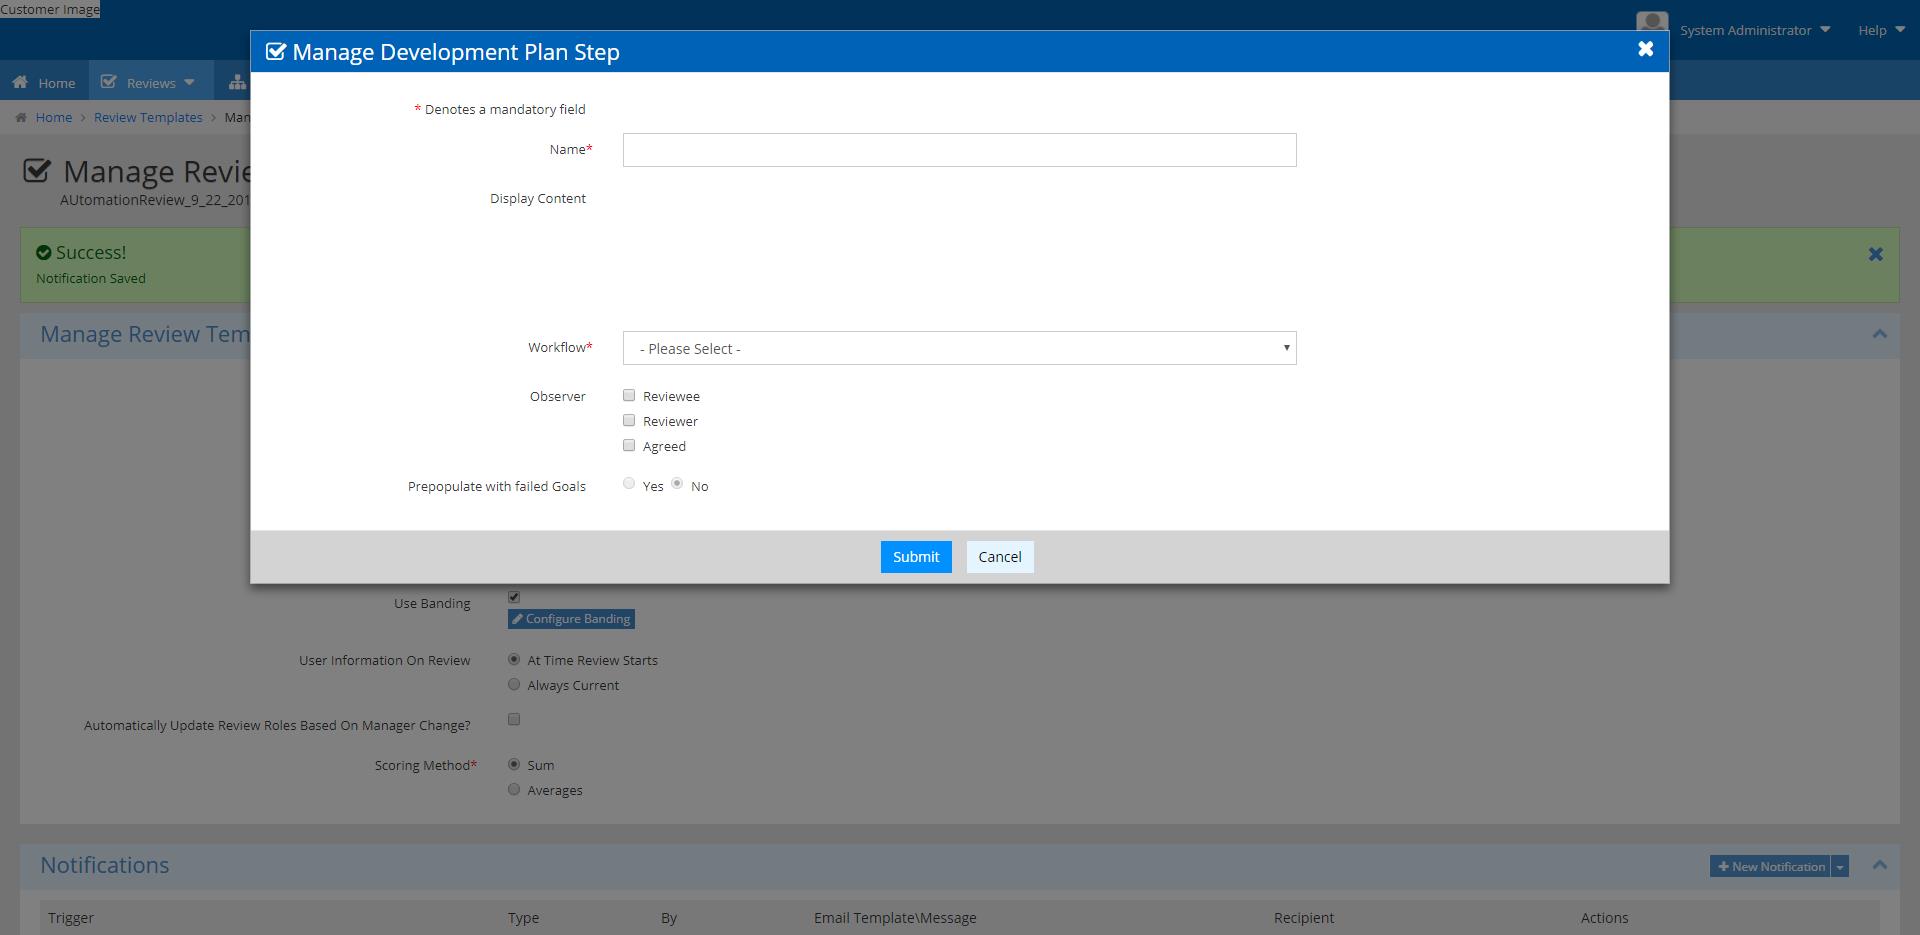 Customer Image
System Administrator
Help
Manage Development Plan Step
Home
Reviews
Home > Review Templates > Man
* Denotes a mandatory field
Name*
Manage Revie
AUtomationReview_9_22_201
Display Content
Success!
Notification Saved
Manage Review Tem
Workflow*
- Please Select -
Observer
Reviewee
Reviewer
Agreed
Prepopulate with failed Goals
Yes No
Submit Cancel
Use Banding
Configure Banding
User Information On Review
At Time Review Starts
Always Current
Automatically Update Review Roles Based On Manager Change?
Scoring Method*
Sum
Averages
Notifications
New Notification
Trigger Type By Email Template\Message Recipient Actions